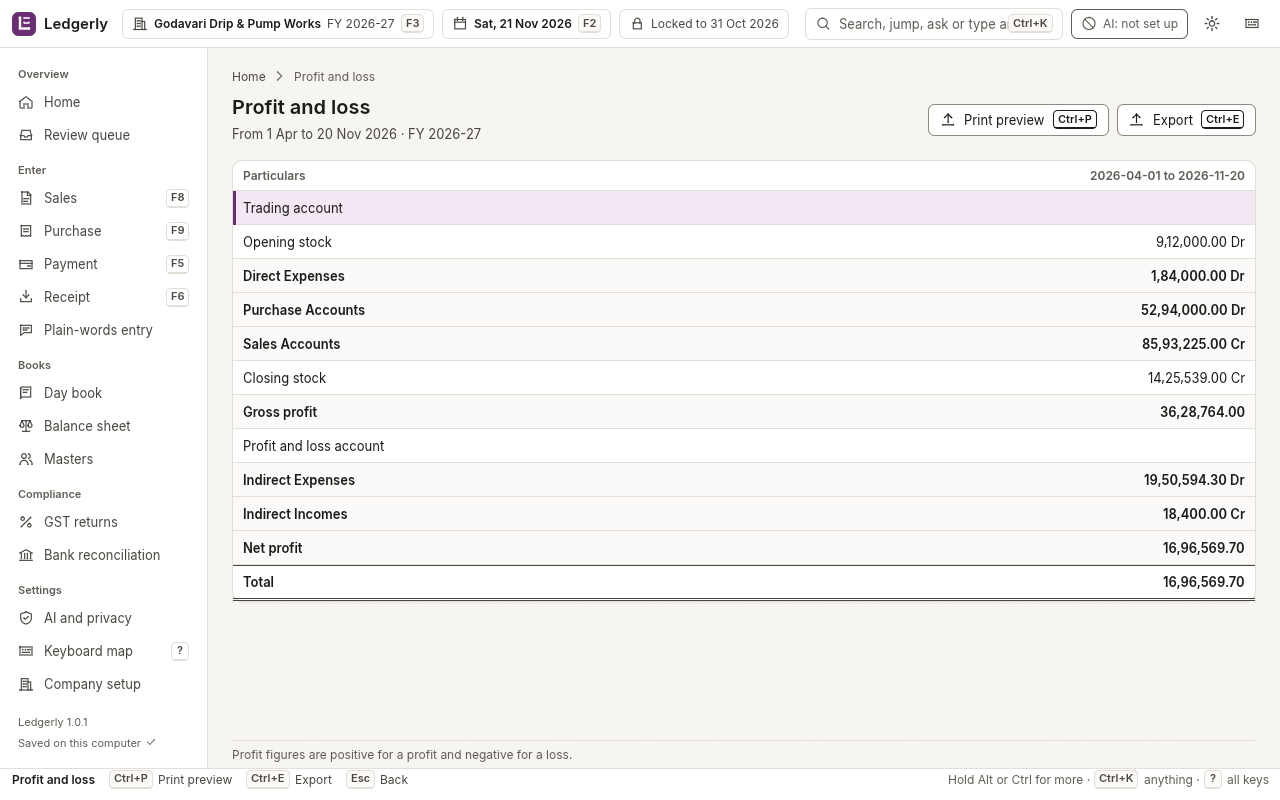 Ledgerly
Godavari Drip & Pump Works FY 2026-27 F3
Sat, 21 Nov 2026 F2
Locked to 31 Oct 2026
Search, jump, ask or type a Ctrl+K
AI: not set up
Overview
Home
Review queue
Enter
Sales F8
Purchase F9
Payment F5
Receipt F6
Plain-words entry
Books
Day book
Balance sheet
Masters
Compliance
GST returns
Bank reconciliation
Settings
AI and privacy
Keyboard map ?
Company setup
Ledgerly 1.0.1
Saved on this computer
Home Profit and loss
Profit and loss
From 1 Apr to 20 Nov 2026 · FY 2026-27
Print preview Ctrl+P
Export Ctrl+E
Particulars 2026-04-01 to 2026-11-20
Trading account
Opening stock 9,12,000.00 Dr
Direct Expenses 1,84,000.00 Dr
Purchase Accounts 52,94,000.00 Dr
Sales Accounts 85,93,225.00 Cr
Closing stock 14,25,539.00 Cr
Gross profit 36,28,764.00
Profit and loss account
Indirect Expenses 19,50,594.30 Dr
Indirect Incomes 18,400.00 Cr
Net profit 16,96,569.70
Total 16,96,569.70
Profit figures are positive for a profit and negative for a loss.
Profit and loss Ctrl+P Print preview Ctrl+E Export Esc Back
Hold Alt or Ctrl for more · Ctrl+K anything · ? all keys